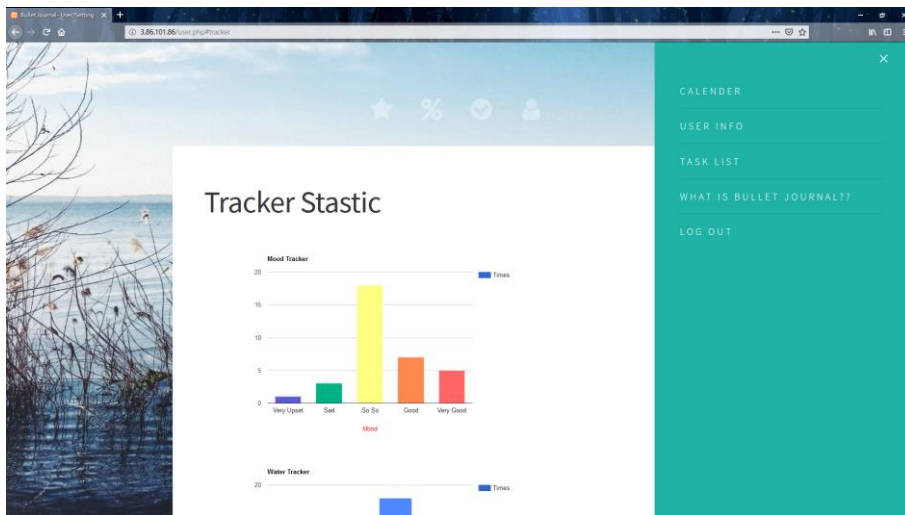 Bullet Journal - User/Setting
3.86.101.86/user.php#tracker
CALENDER
USER INFO
TASK LIST
WHAT IS BULLET JOURNAL??
LOG OUT
Tracker Stastic
Mood Tracker
20
Times
15
10
5
0
Very Upset Sad So So Good Very Good
Mood
Water Tracker
20
Times